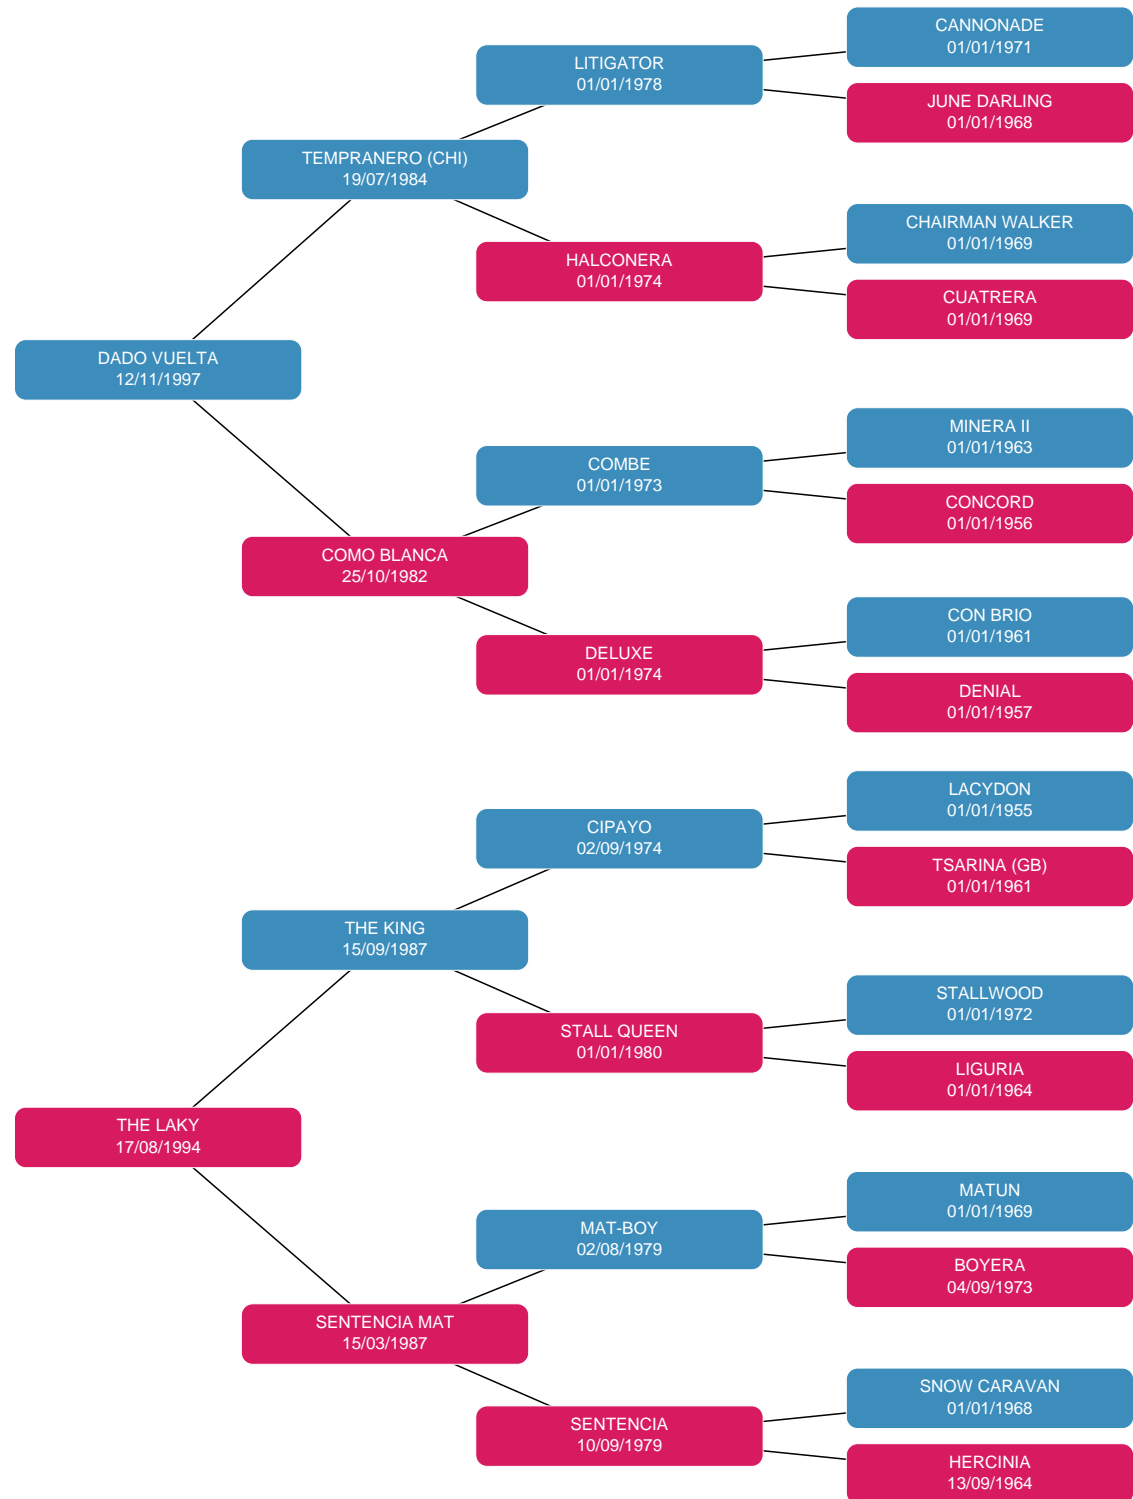 CANNONADE
01/01/1971
LITIGATOR
01/01/1978
JUNE DARLING
01/01/1968
TEMPRANERO (CHI)
19/07/1984
CHAIRMAN WALKER
01/01/1969
HALCONERA
01/01/1974
CUATRERA
01/01/1969
DADO VUELTA
12/11/1997
MINERA II
01/01/1963
COMBE
01/01/1973
CONCORD
01/01/1956
COMO BLANCA
25/10/1982
CON BRIO
01/01/1961
DELUXE
01/01/1974
DENIAL
01/01/1957
LACYDON
01/01/1955
CIPAYO
02/09/1974
TSARINA (GB)
01/01/1961
THE KING
15/09/1987
STALLWOOD
01/01/1972
STALL QUEEN
01/01/1980
LIGURIA
01/01/1964
THE LAKY
17/08/1994
MATUN
01/01/1969
MAT-BOY
02/08/1979
BOYERA
04/09/1973
SENTENCIA MAT
15/03/1987
SNOW CARAVAN
01/01/1968
SENTENCIA
10/09/1979
HERCINIA
13/09/1964